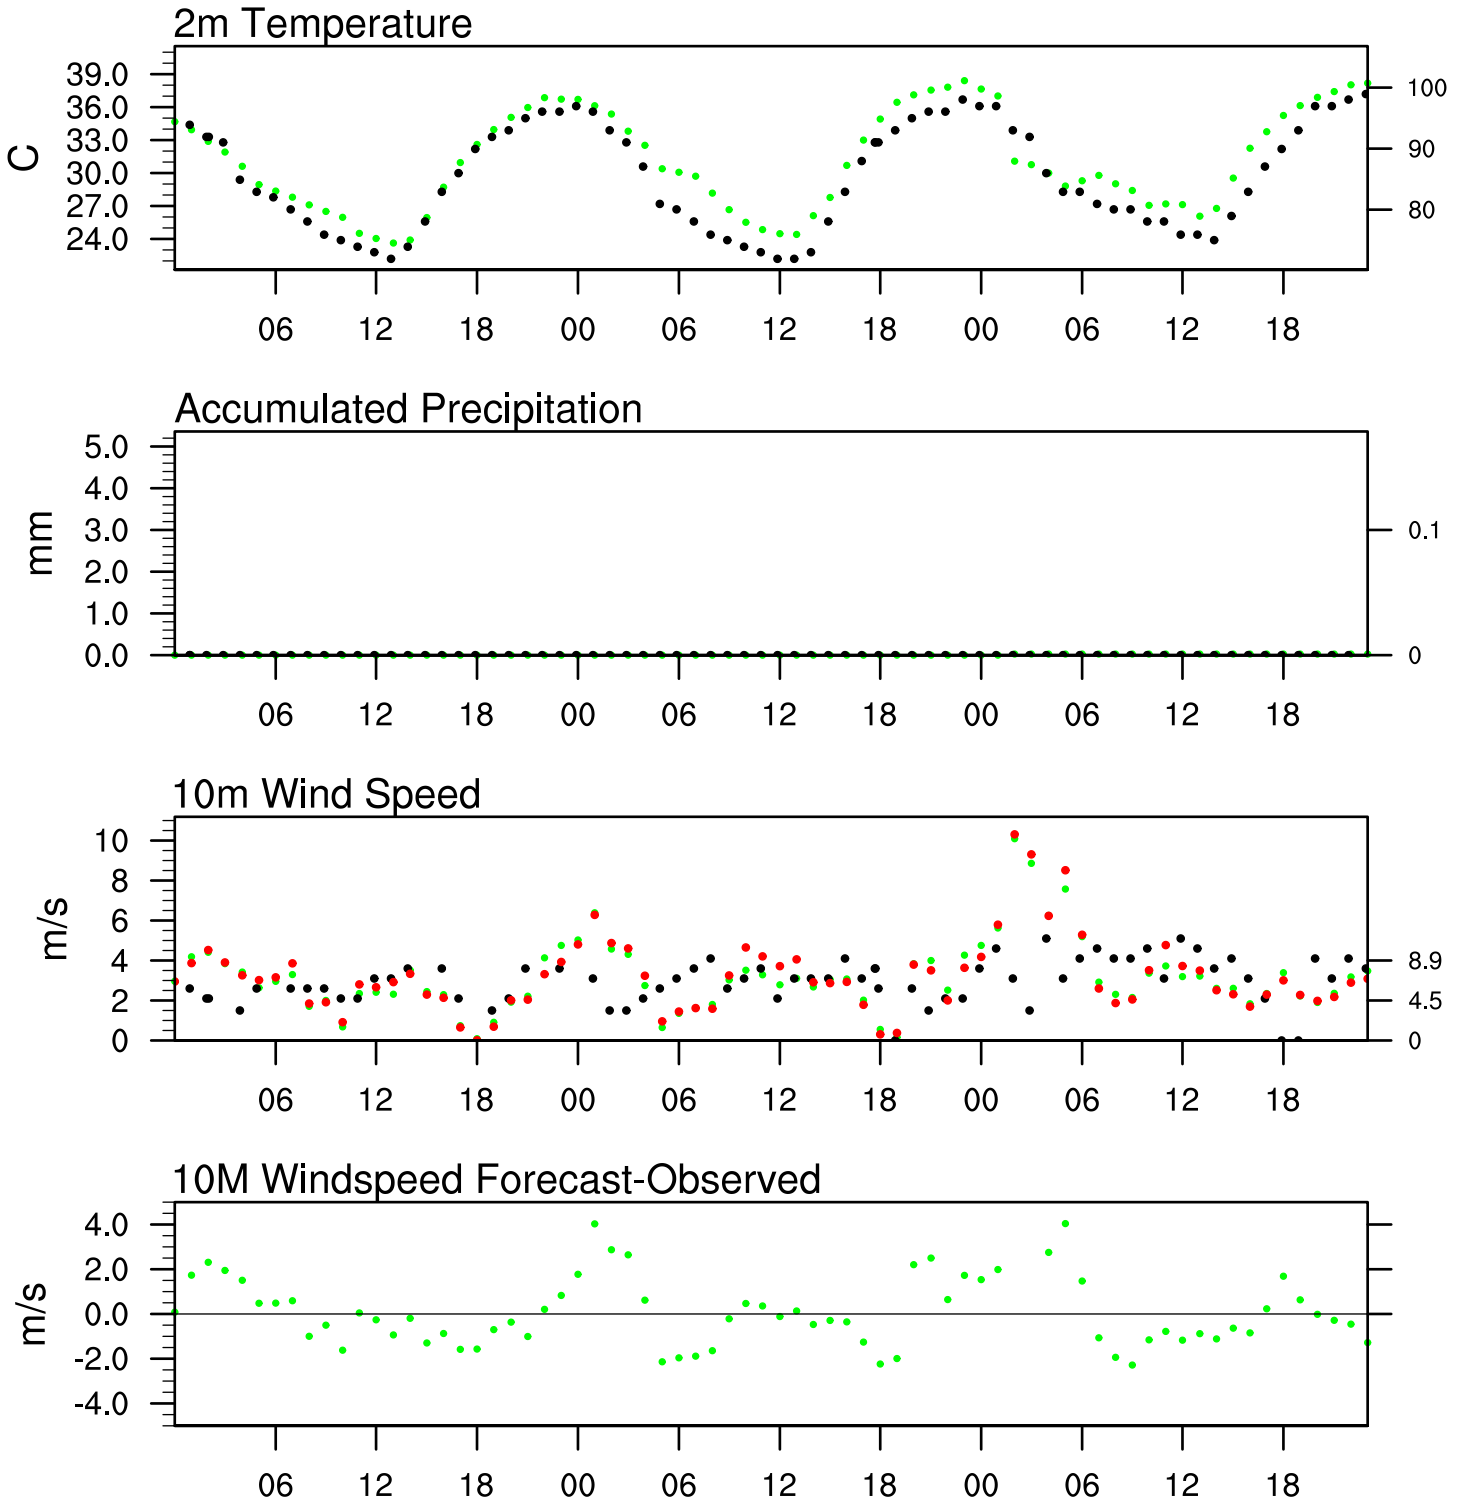 2m Temperature
39.0
36.0
33.0
30.0
27.0
24.0
C
100
90
80
06 12 18 00 06 12 18 00 06 12 18
Accumulated Precipitation
5.0
4.0
3.0
2.0
1.0
0.0
mm
0.1
0
06 12 18 00 06 12 18 00 06 12 18
10m Wind Speed
10
8
6
4
2
0
m/s
8.9
4.5
0
06 12 18 00 06 12 18 00 06 12 18
10M Windspeed Forecast-Observed
4.0
2.0
0.0
-2.0
-4.0
m/s
06 12 18 00 06 12 18 00 06 12 18